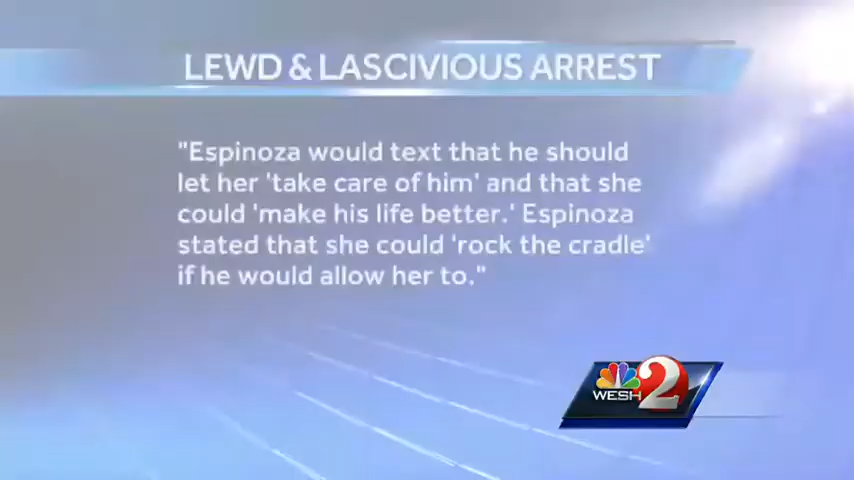 LEWD & LASCIVIOUS ARREST
"Espinoza would text that he should
let her 'take care of him' and that she
could 'make his life better.' Espinoza
stated that she could 'rock the cradle'
if he would allow her to."
WESH 2